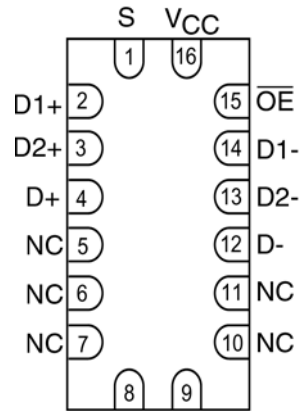 S VCC
1 16
D1+ 2 15 O̅E̅
D2+ 3 14 D1-
D+ 4 13 D2-
NC 5 12 D-
NC 6 11 NC
NC 7 10 NC
8 9